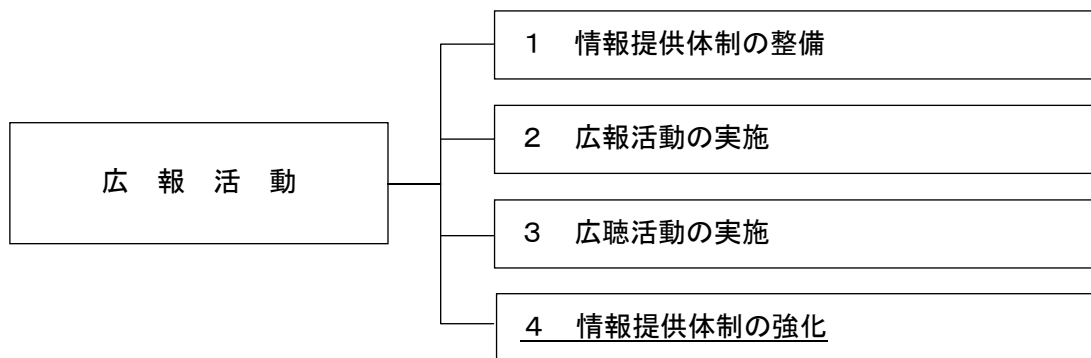 広　報　活　動
１　情報提供体制の整備
２　広報活動の実施
３　広聴活動の実施
４　情報提供体制の強化